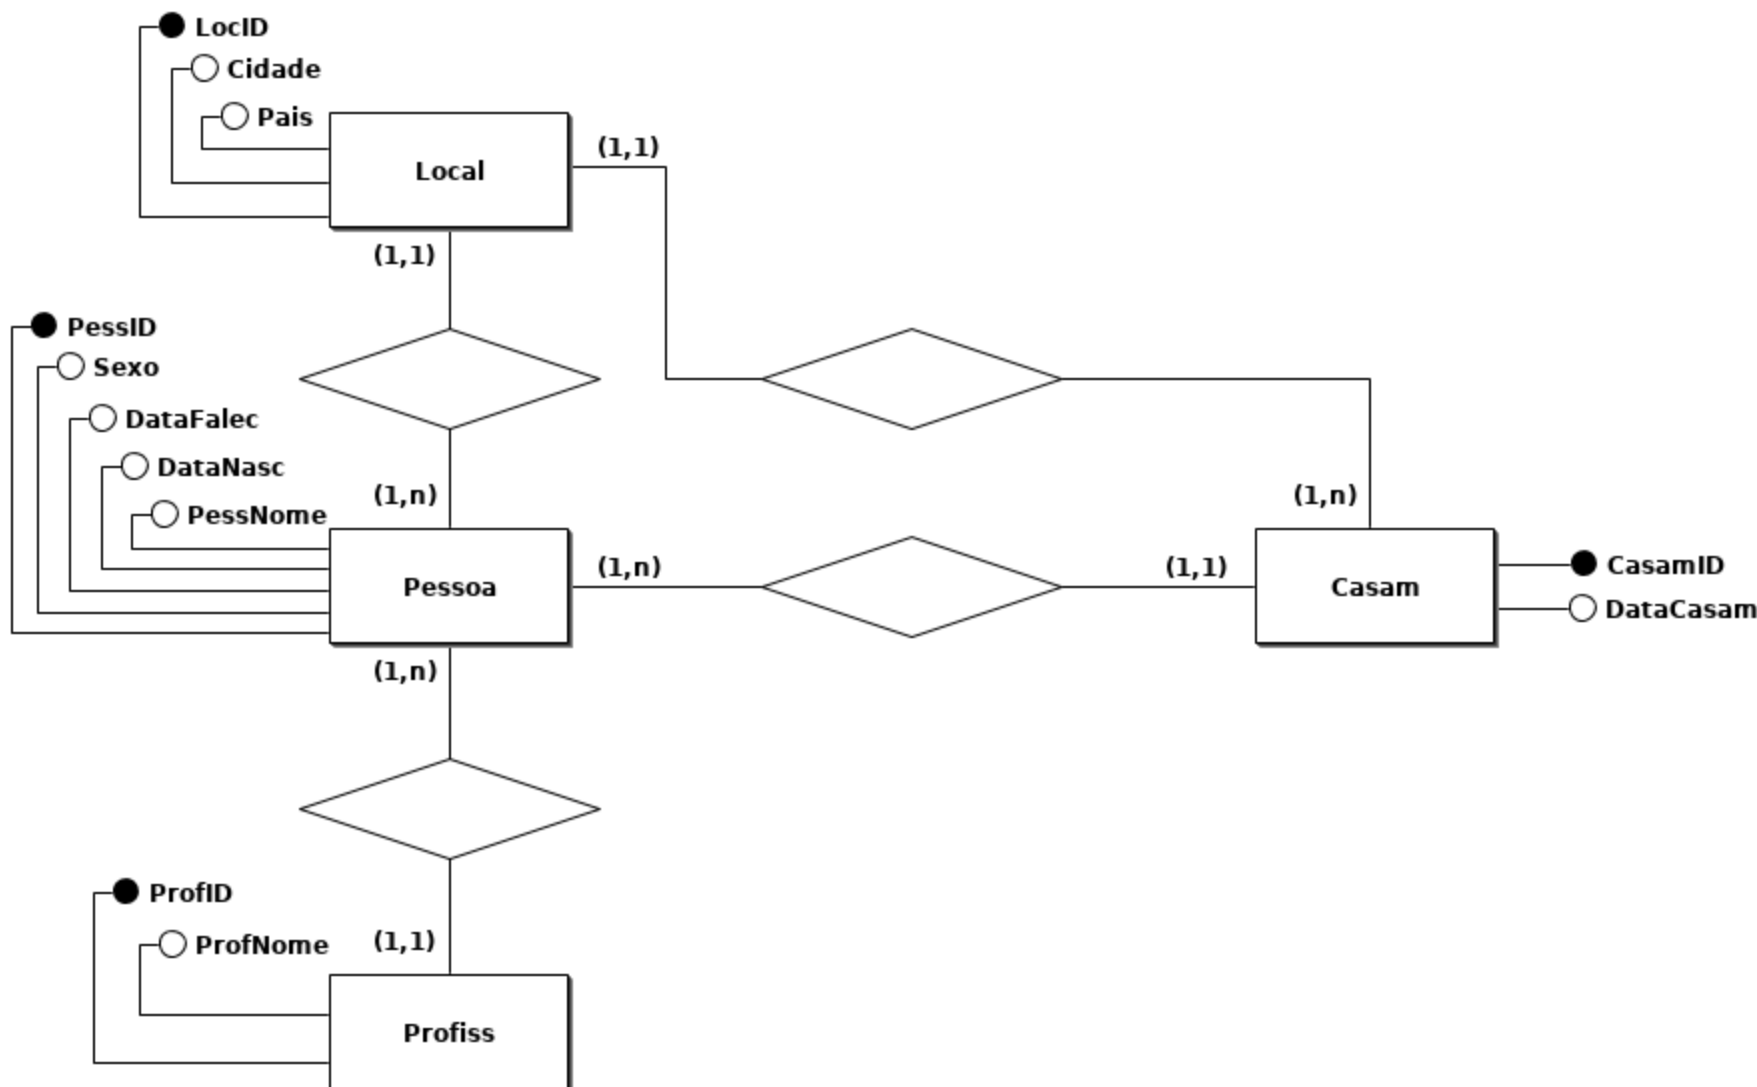 LocID
Cidade
Pais
Local
(1,1)
(1,1)
PessID
Sexo
DataFalec
DataNasc
PessNome
(1,n)
(1,n)
Pessoa
(1,n)
(1,1)
Casam
CasamID
DataCasam
(1,n)
ProfID
ProfNome
(1,1)
Profiss